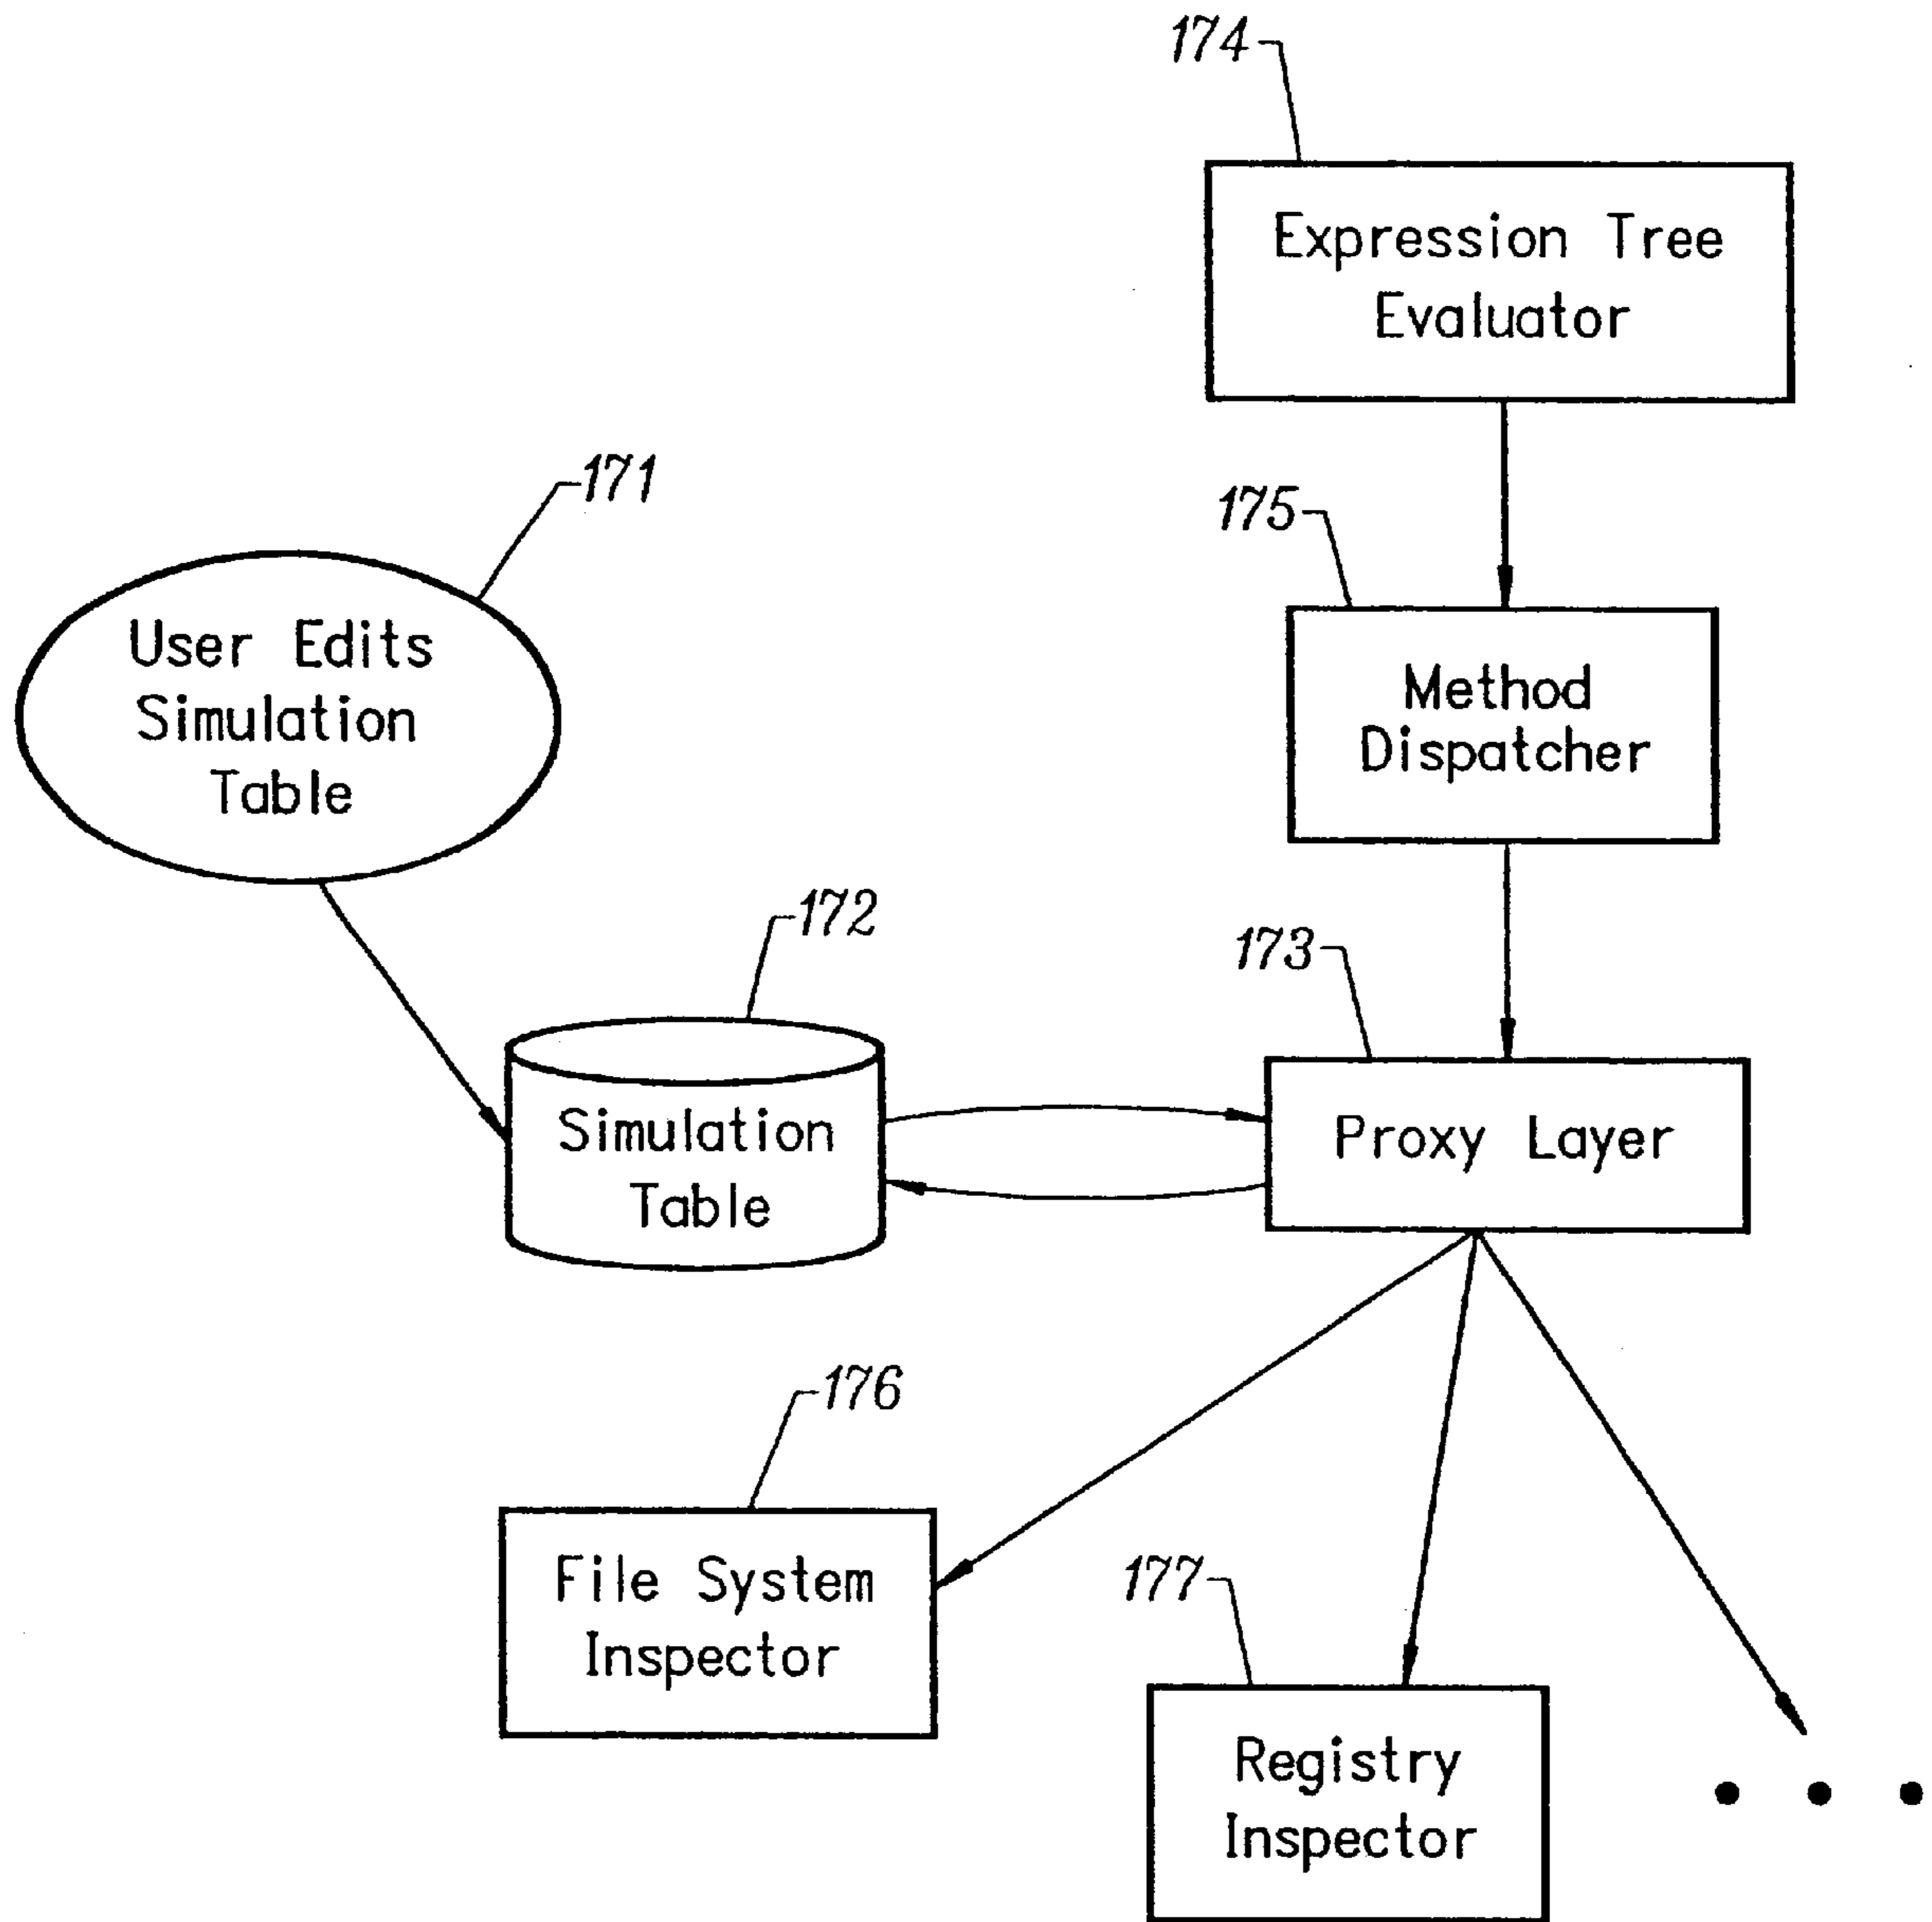 174
Expression Tree
Evaluator
171
175
User Edits
Simulation
Table
Method
Dispatcher
172
173
Simulation
Table
Proxy Layer
176
File System
Inspector
177
Registry
Inspector